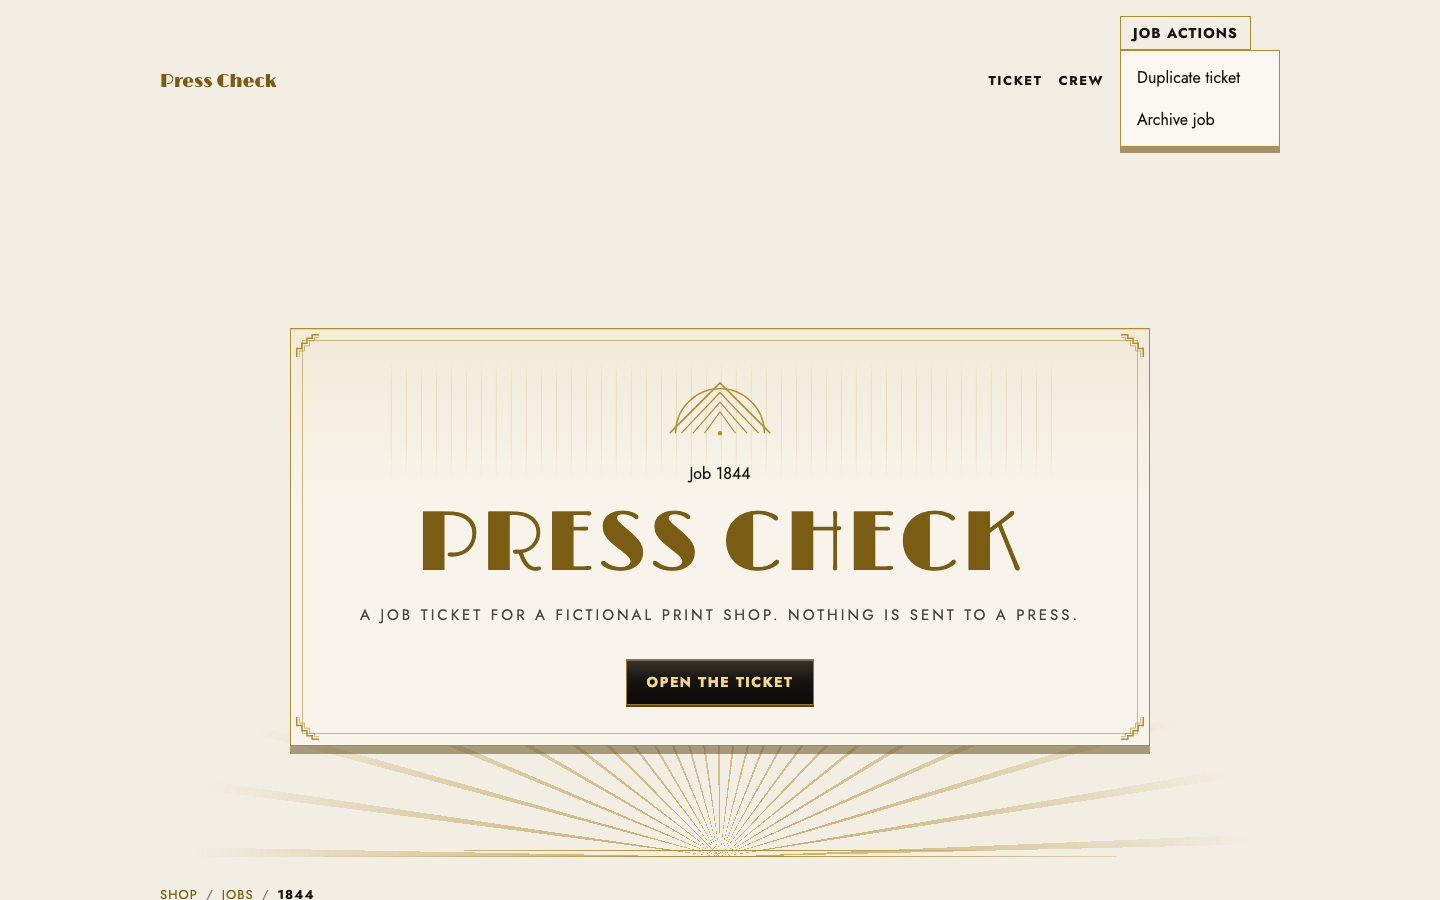 JOB ACTIONS
Press Check
TICKET CREW
Duplicate ticket
Archive job
Job 1844
PRESS CHECK
A JOB TICKET FOR A FICTIONAL PRINT SHOP. NOTHING IS SENT TO A PRESS.
OPEN THE TICKET
SHOP / JOBS / 1844